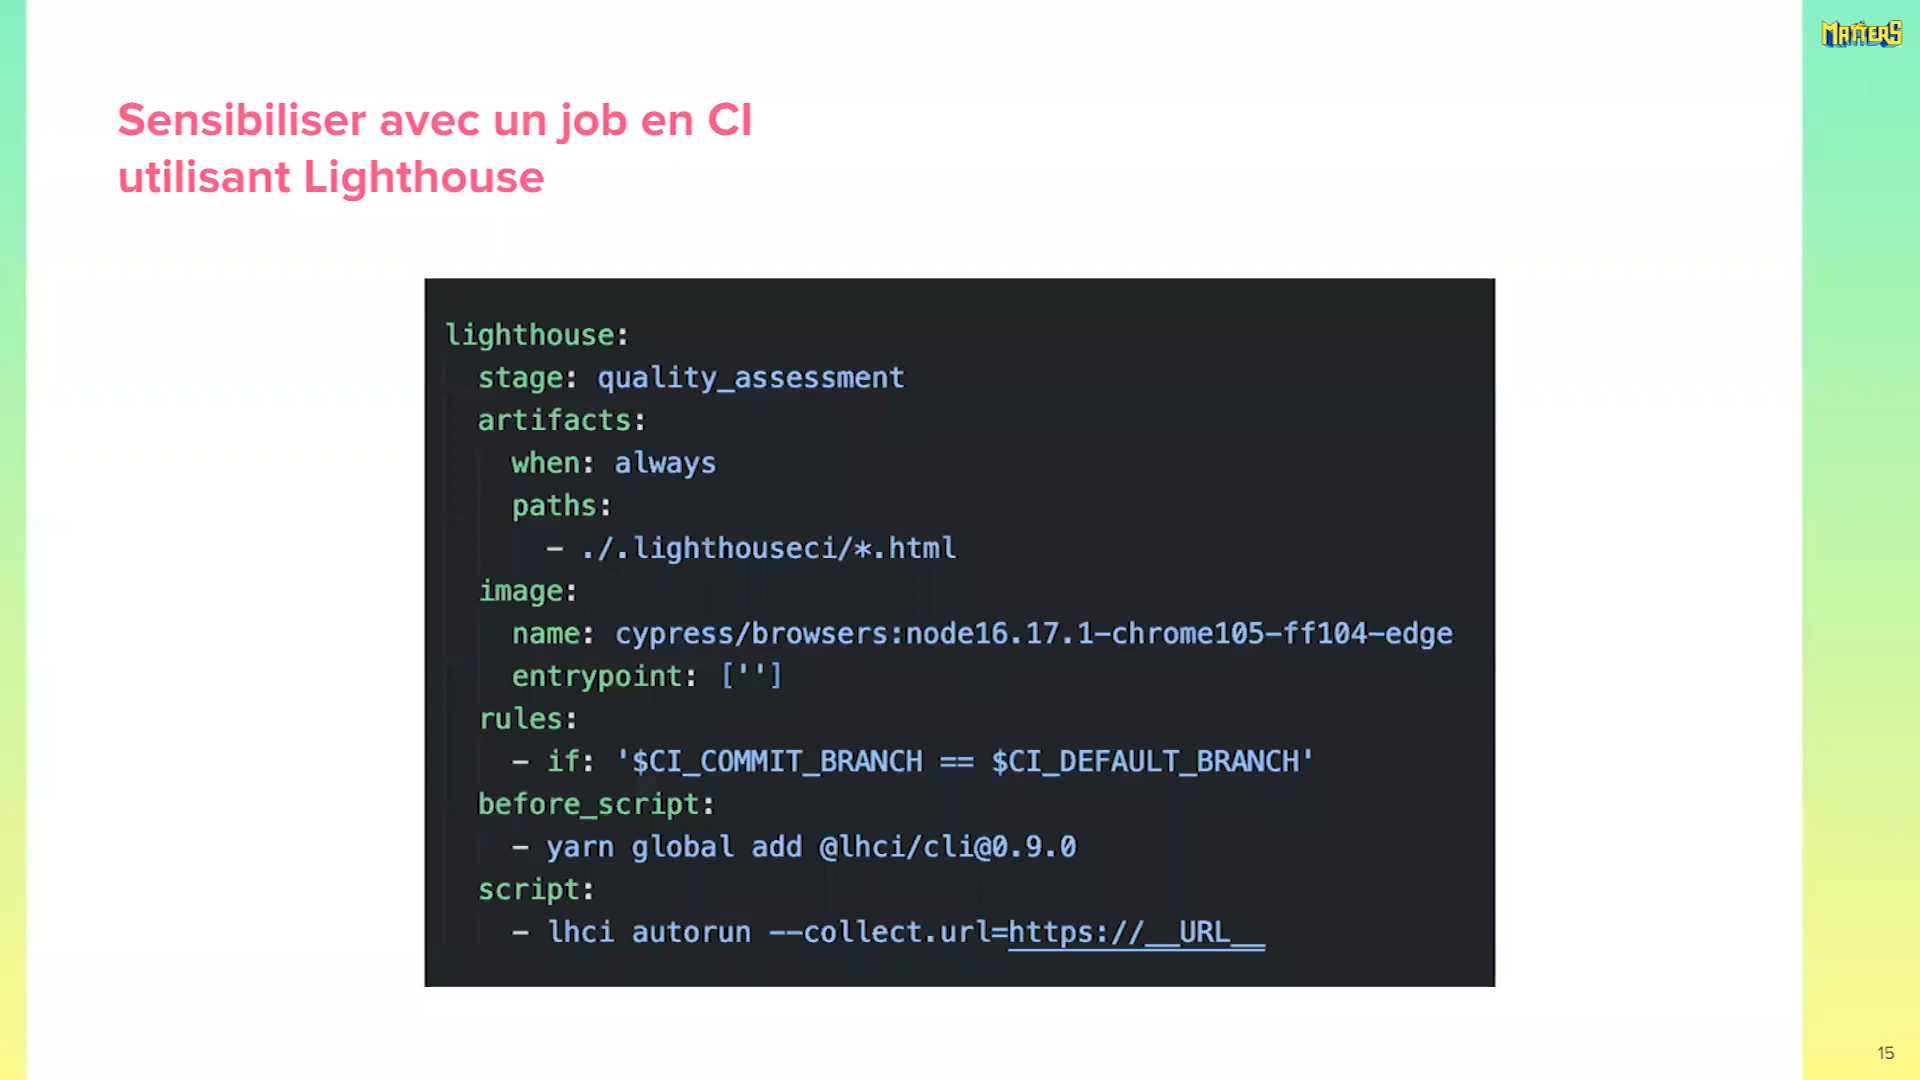 MATTERS
Sensibiliser avec un job en CI
utilisant Lighthouse
lighthouse:
  stage: quality_assessment
  artifacts:
    when: always
    paths:
      - ./.lighthouseci/*.html
  image:
    name: cypress/browsers:node16.17.1-chrome105-ff104-edge
    entrypoint: ['']
  rules:
    - if: '$CI_COMMIT_BRANCH == $CI_DEFAULT_BRANCH'
  before_script:
    - yarn global add @lhci/cli@0.9.0
  script:
    - lhci autorun --collect.url=https://__URL__
15